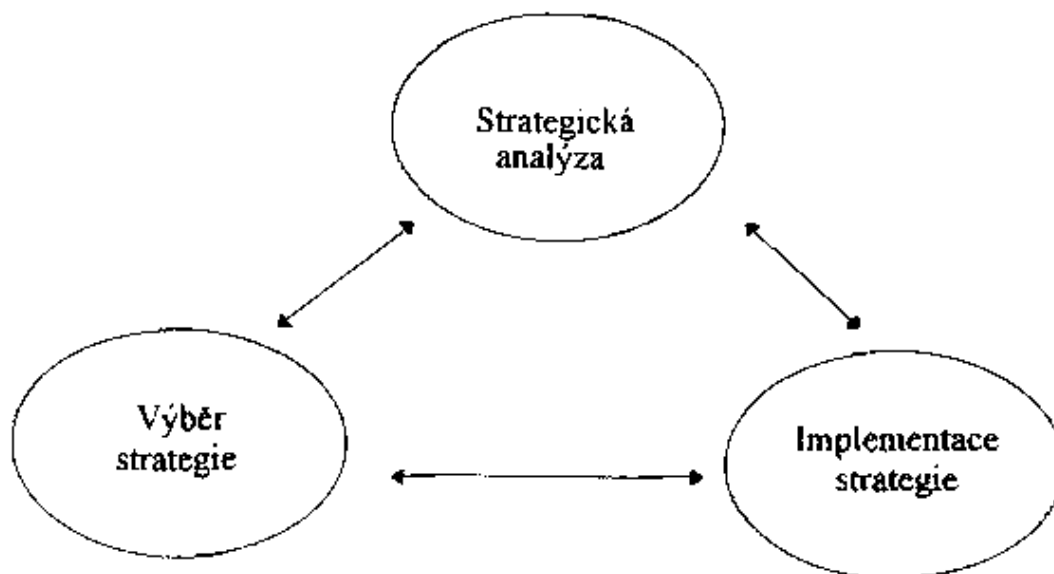 Strategická
analýza
Výběr
strategie
Implementace
strategie